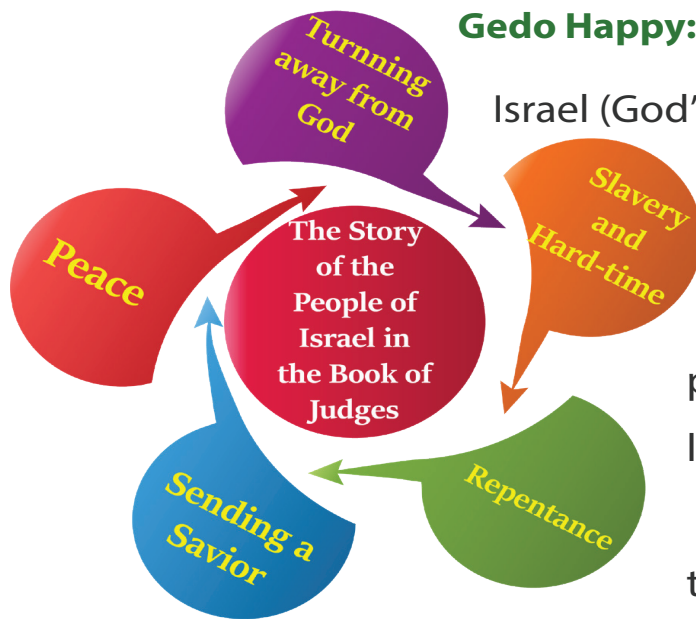 Gedo Happy:
Israel (God'
Turnning
away from
God
Slavery
and
Hard-time
Repentance
Sending a
Savior
Peace
The Story
of the
People of
Israel in
the Book of
Judges
p
I
t